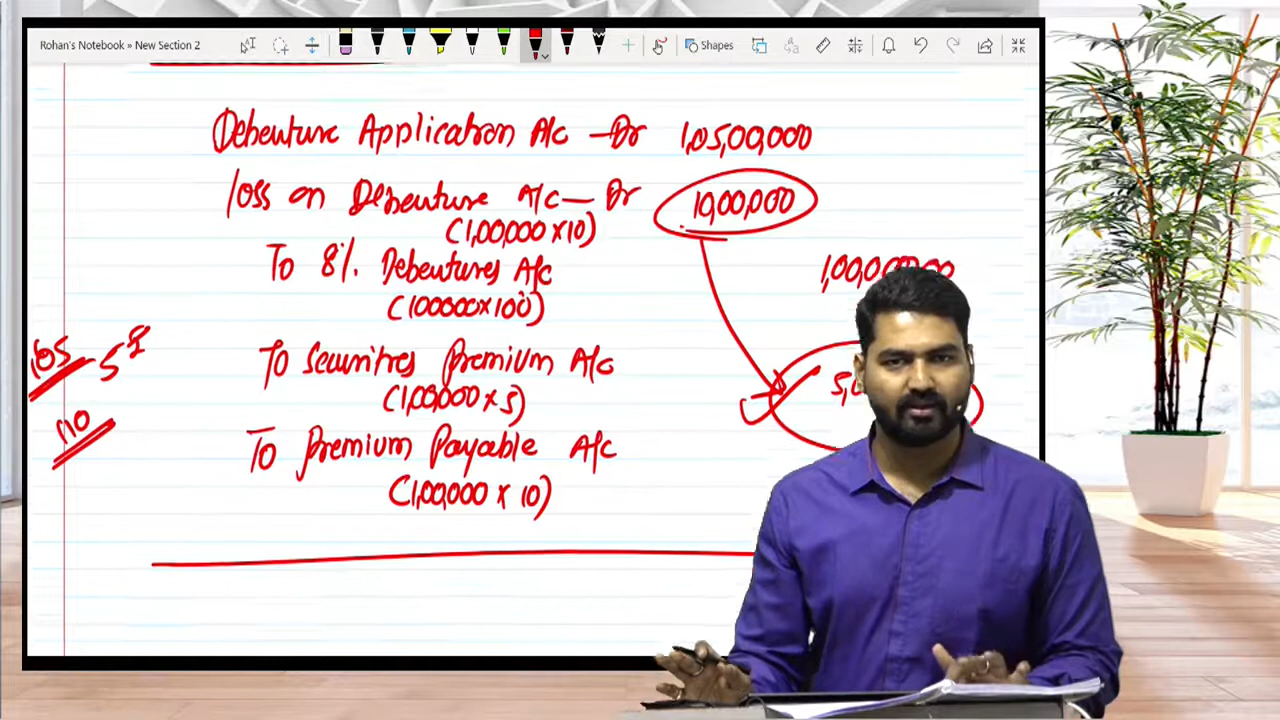 Rohan's Notebook » New Section 2
Shapes
Debenture Application A/c —Dr 1,05,00,000
loss on Debenture A/c— Dr 10,00,000
(1,00,000 × 10)
To 8% Debentures A/c
(100000×100)
105 - 5
To Securities Premium A/c
(1,00,000 × 5)
110
To Premium Payable A/c
(1,00,000 × 10)